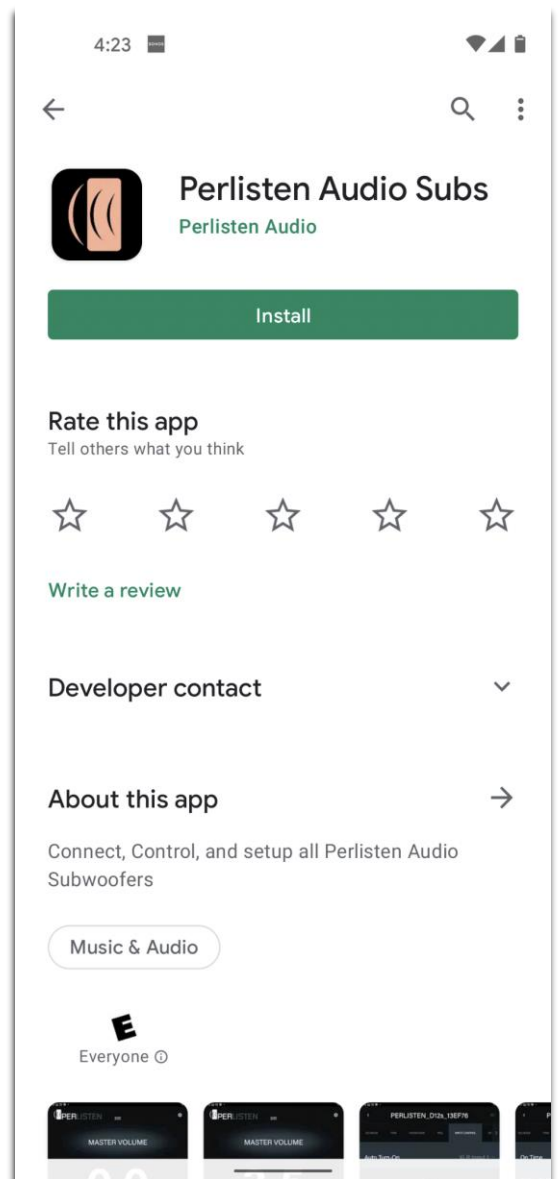 4:23
Perlisten Audio Subs
Perlisten Audio
Install
Rate this app
Tell others what you think
Write a review
Developer contact
About this app
Connect, Control, and setup all Perlisten Audio
Subwoofers
Music & Audio
E
Everyone
PERLISTEN
PERLISTEN
PERLISTEN_D12s_13EF76
MASTER VOLUME
MASTER VOLUME
Auto Turn-On
On Time